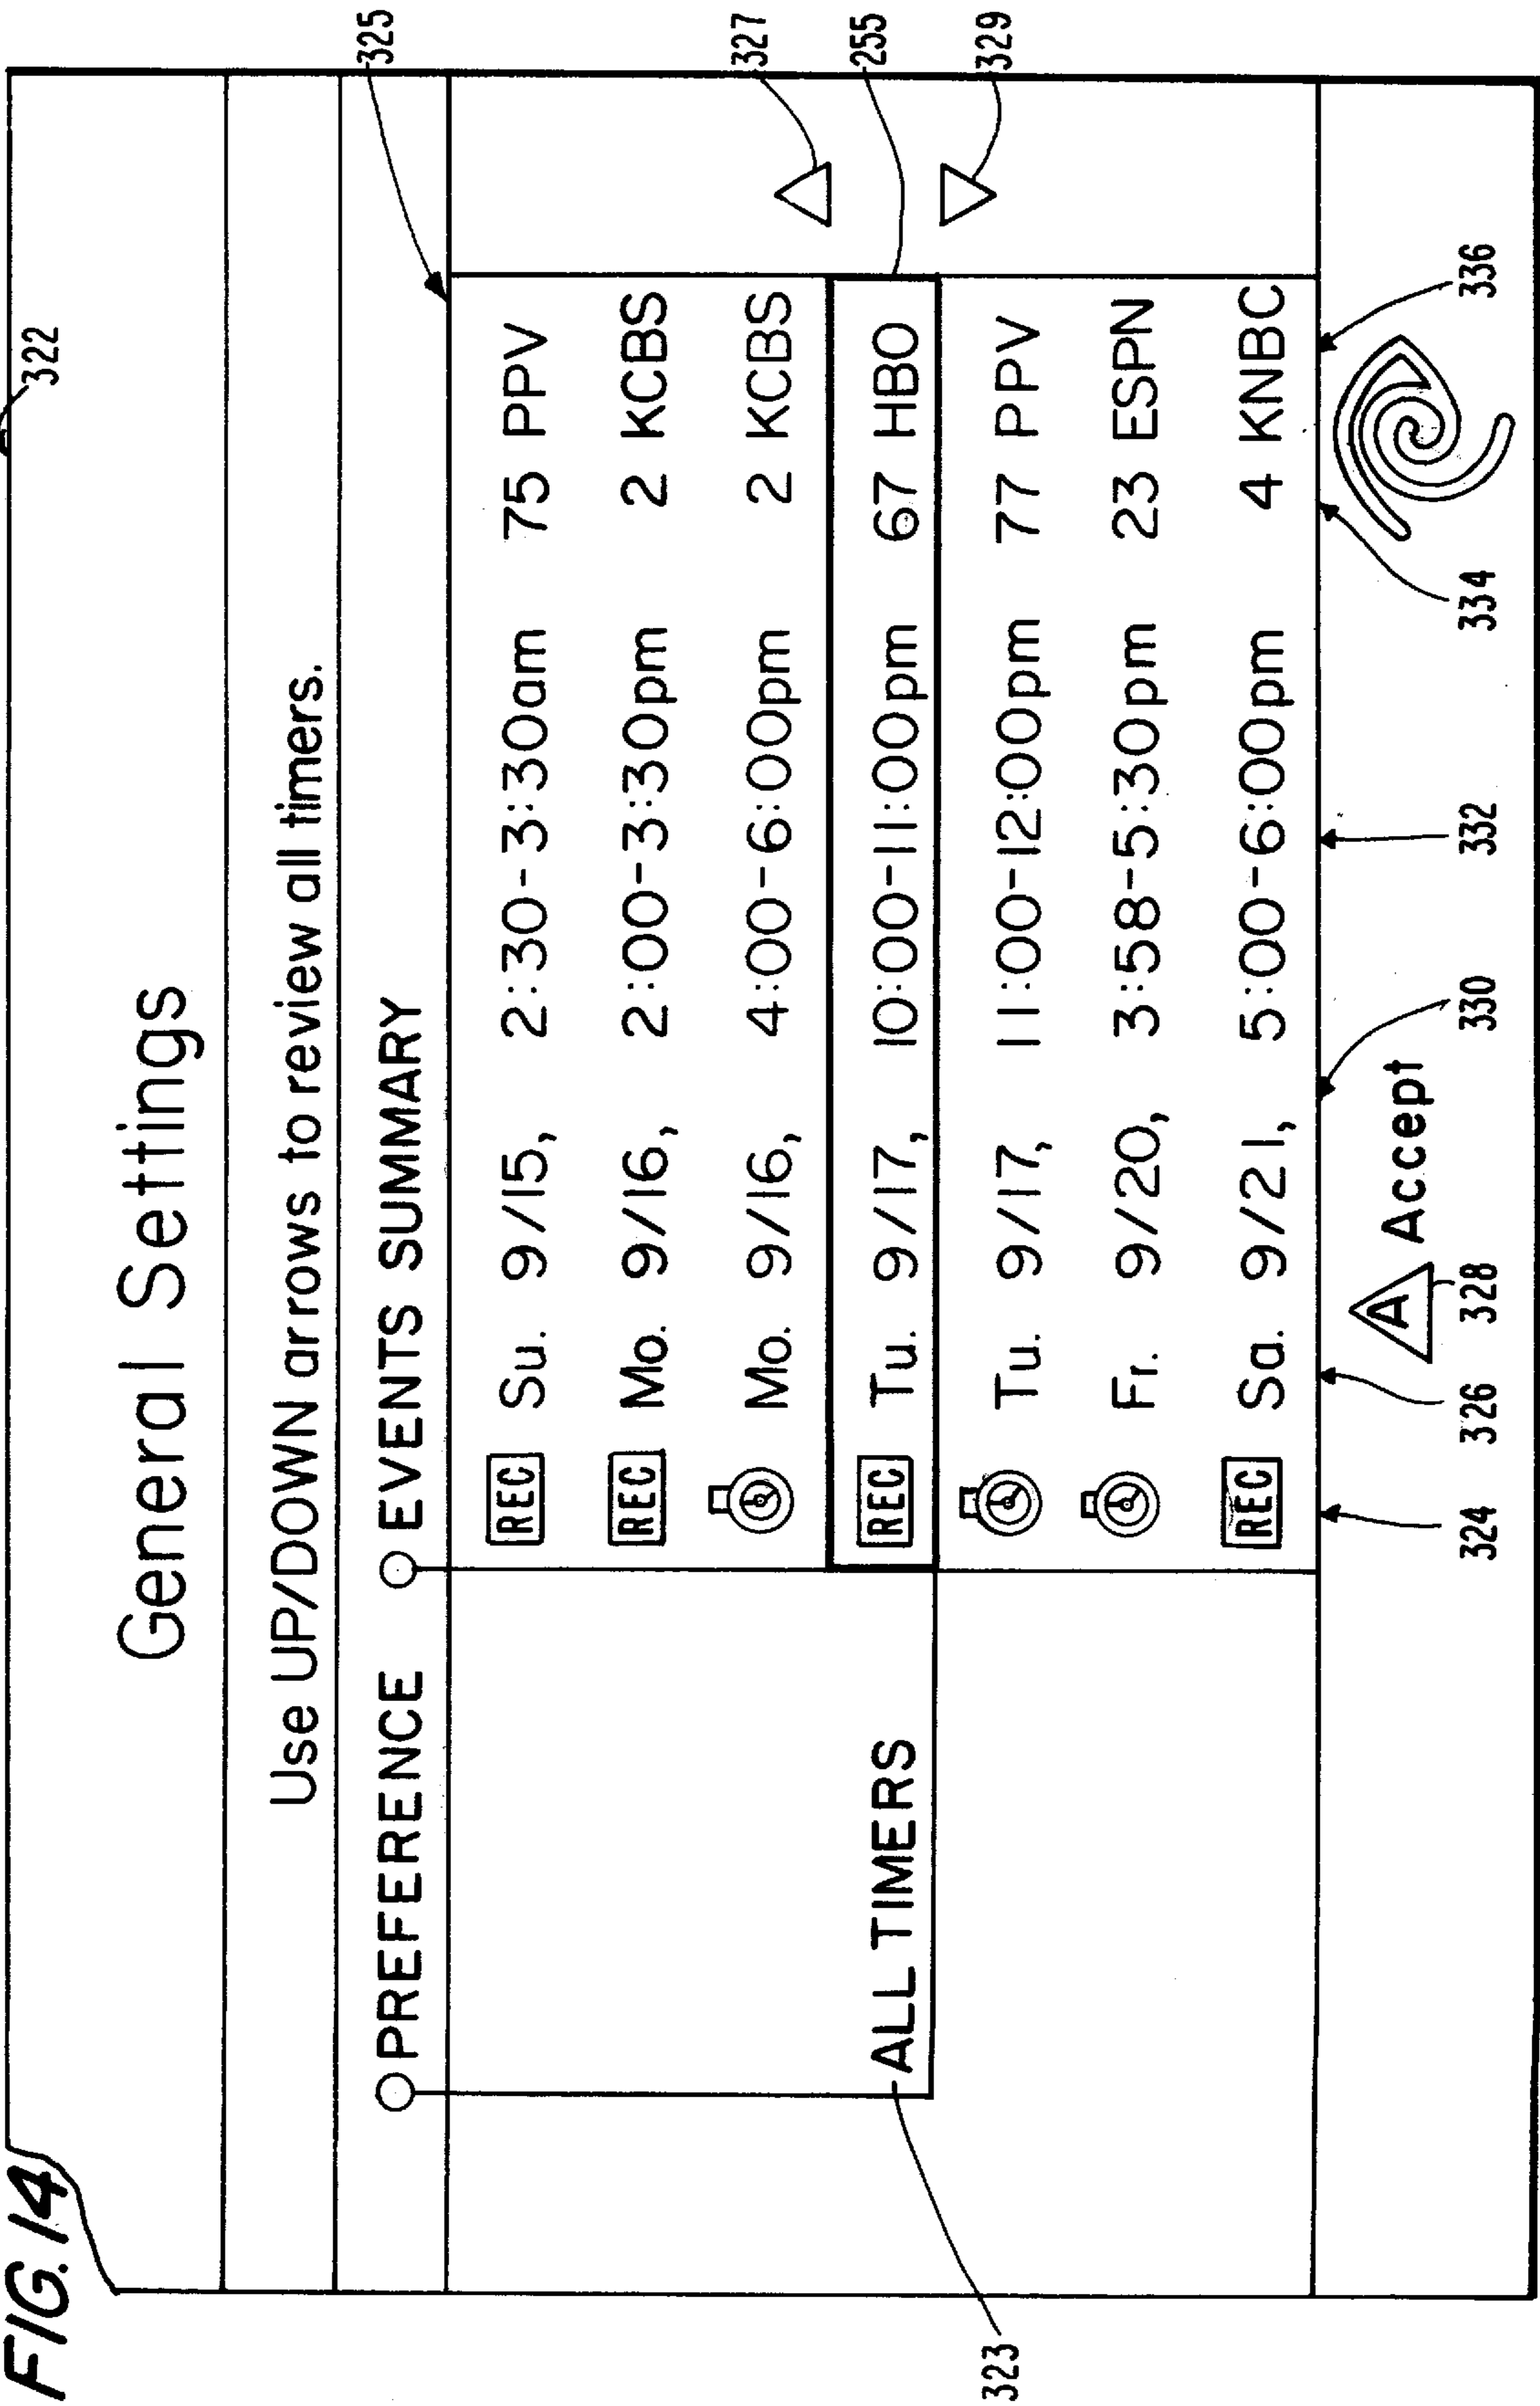 FIG. 14
322
General Settings
Use UP/DOWN arrows to review all timers.
325
PREFERENCE EVENTS SUMMARY
REC Su. 9/15, 2:30-3:30am 75 PPV
REC Mo. 9/16, 2:00-3:30pm 2 KCBS
Mo. 9/16, 4:00-6:00pm 2 KCBS
327
ALL TIMERS REC Tu. 9/17, 10:00-11:00pm 67 HBO
255
323
Tu. 9/17, 11:00-12:00pm 77 PPV
329
Fr. 9/20, 3:58-5:30pm 23 ESPN
REC Sa. 9/21, 5:00-6:00pm 4 KNBC
A Accept
324 326 328 330 332 334 336